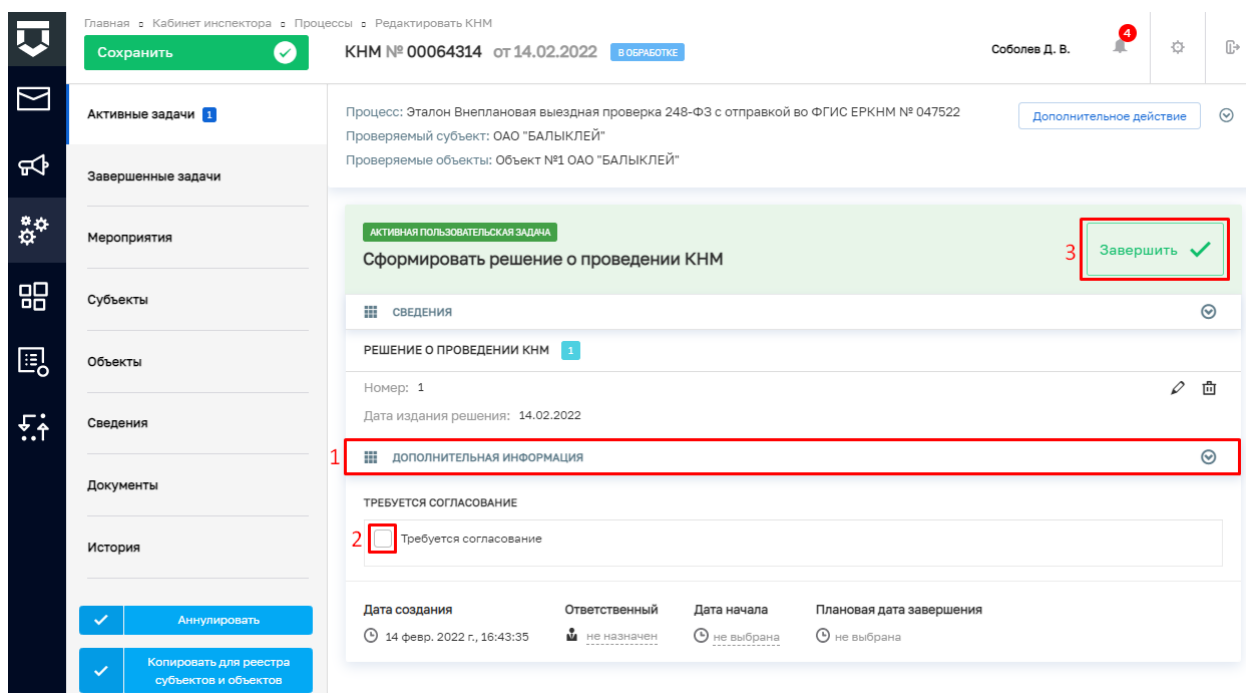 Главная Кабинет инспектора Процессы Редактировать КНМ
Сохранить
КНМ № 00064314 от 14.02.2022 В ОБРАБОТКЕ
Соболев Д. В.
4
Активные задачи 1
Завершенные задачи
Мероприятия
Субъекты
Объекты
Сведения
Документы
История
Аннулировать
Копировать для реестра
субъектов и объектов
Процесс: Эталон Внеплановая выездная проверка 248-ФЗ с отправкой во ФГИС ЕРКНМ № 047522
Дополнительное действие
Проверяемый субъект: ОАО "БАЛЫКЛЕЙ"
Проверяемые объекты: Объект №1 ОАО "БАЛЫКЛЕЙ"
АКТИВНАЯ ПОЛЬЗОВАТЕЛЬСКАЯ ЗАДАЧА
Сформировать решение о проведении КНМ
3 Завершить
СВЕДЕНИЯ
РЕШЕНИЕ О ПРОВЕДЕНИИ КНМ 1
Номер: 1
Дата издания решения: 14.02.2022
1 ДОПОЛНИТЕЛЬНАЯ ИНФОРМАЦИЯ
ТРЕБУЕТСЯ СОГЛАСОВАНИЕ
2 Требуется согласование
Дата создания Ответственный Дата начала Плановая дата завершения
14 февр. 2022 г., 16:43:35 не назначен не выбрана не выбрана